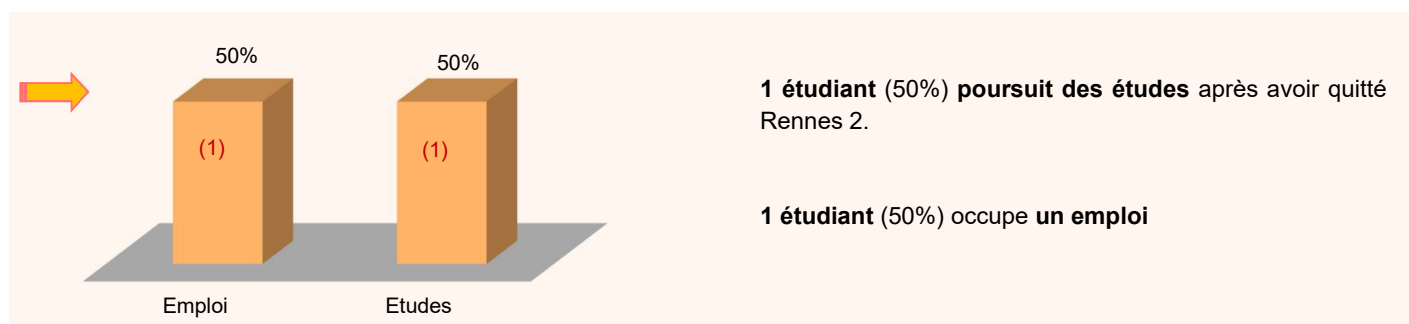 50%
50%
(1)
(1)
Emploi
Etudes
1 étudiant (50%) poursuit des études après avoir quitté
Rennes 2.
1 étudiant (50%) occupe un emploi